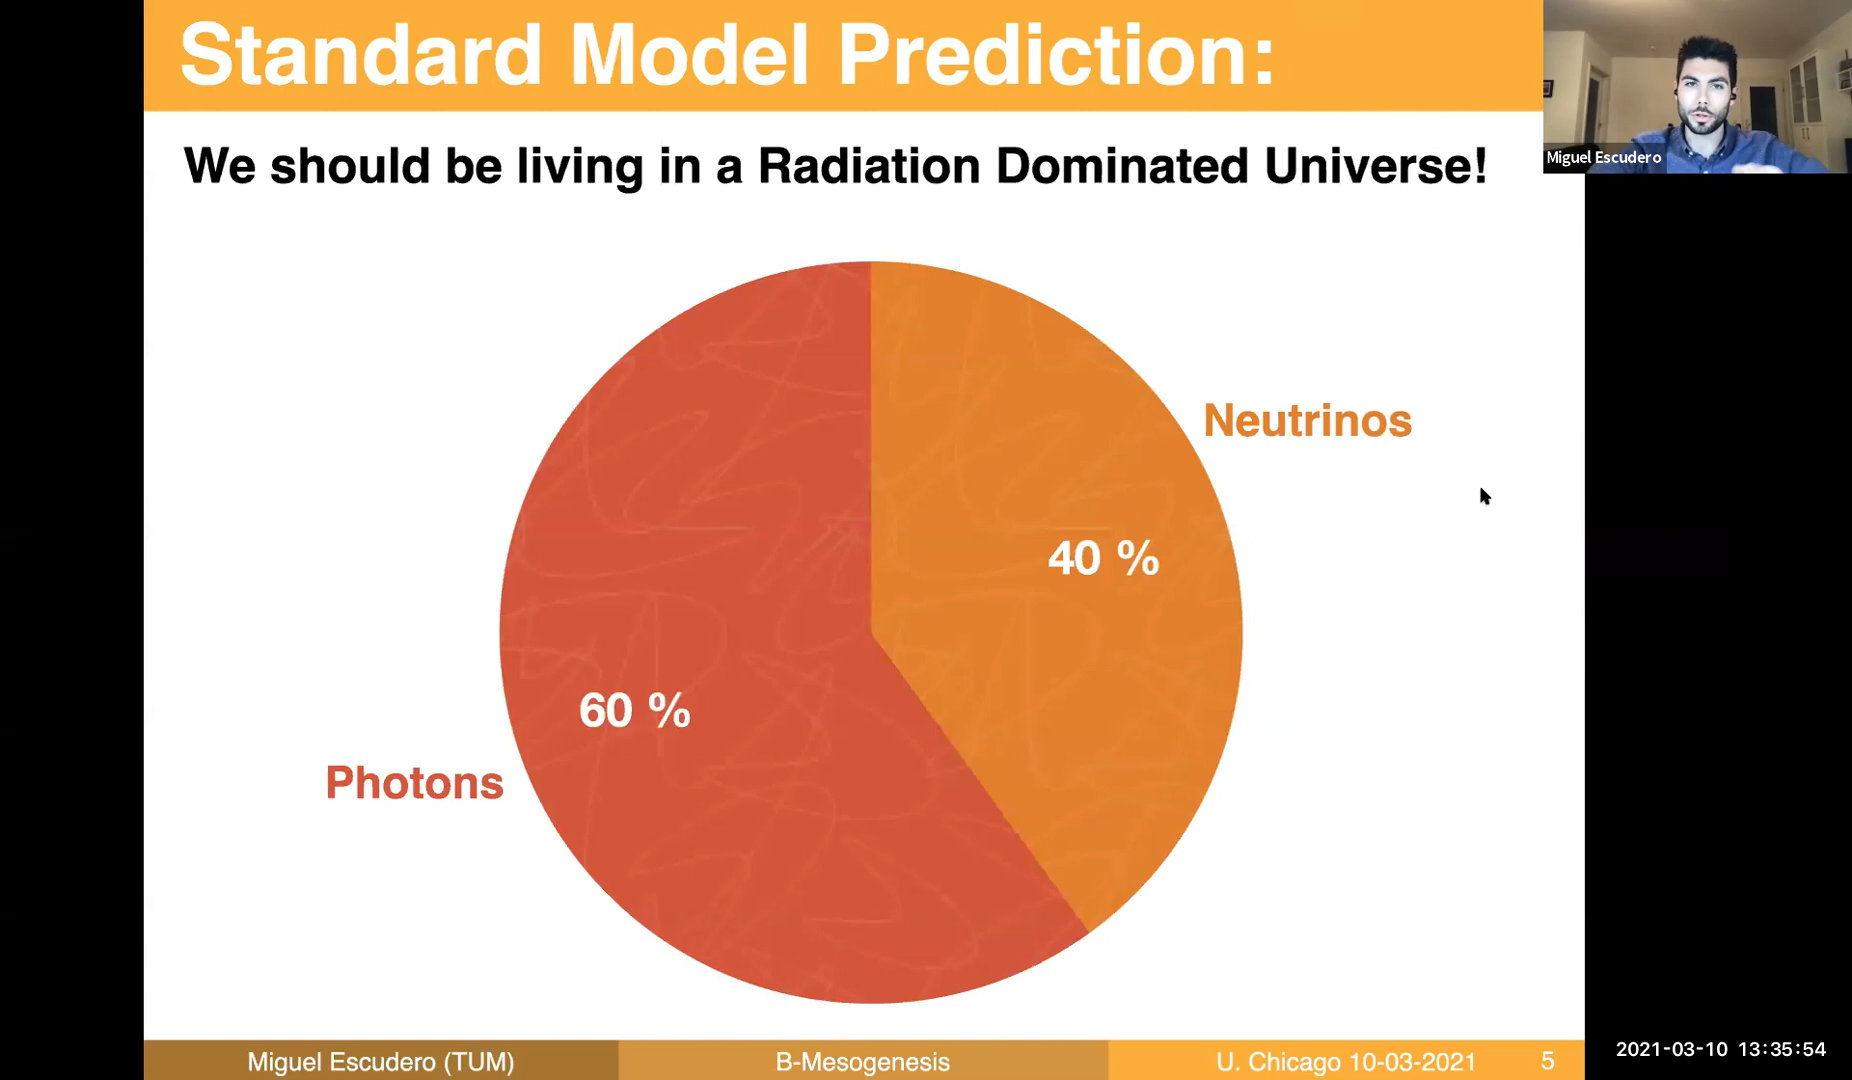 Standard Model Prediction:
We should be living in a Radiation Dominated Universe!
Miguel Escudero
Neutrinos
40 %
60 %
Photons
Miguel Escudero (TUM)
B-Mesogenesis
U. Chicago 10-03-2021
5
2021-03-10 13:35:54